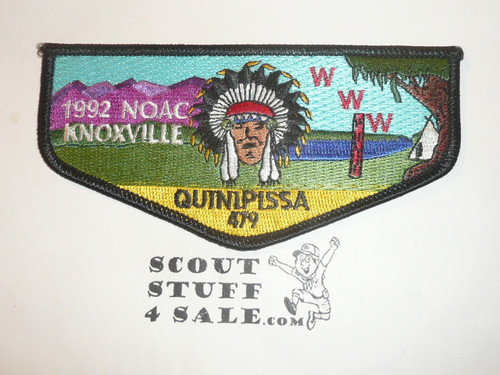 1992 NOAC
KNOXVILLE
W
W
W
QUINIPISSA
479
SCOUT
STUFF
4 SALE.COM